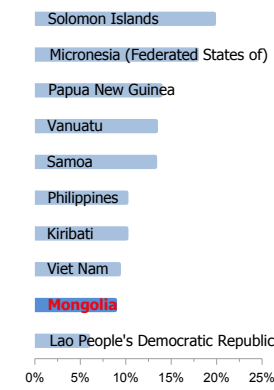 Solomon Islands
Micronesia (Federated States of)
Papua New Guinea
Vanuatu
Samoa
Philippines
Kiribati
Viet Nam
Mongolia
Lao People's Democratic Republic
0% 5% 10% 15% 20% 25%